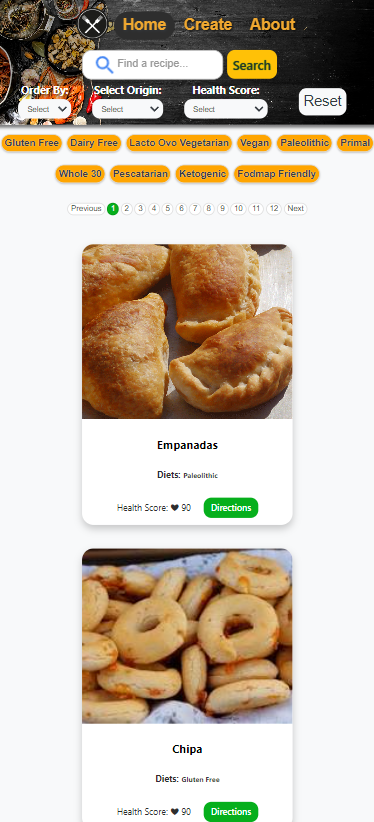 Home Create About
Find a recipe... Search
Order By: Select Origin: Health Score:
Select Select Select Reset
Gluten Free Dairy Free Lacto Ovo Vegetarian Vegan Paleolithic Primal
Whole 30 Pescatarian Ketogenic Fodmap Friendly
Previous 1 2 3 4 5 6 7 8 9 10 11 12 Next
Empanadas
Diets: Paleolithic
Health Score: 90 Directions
Chipa
Diets: Gluten Free
Health Score: 90 Directions